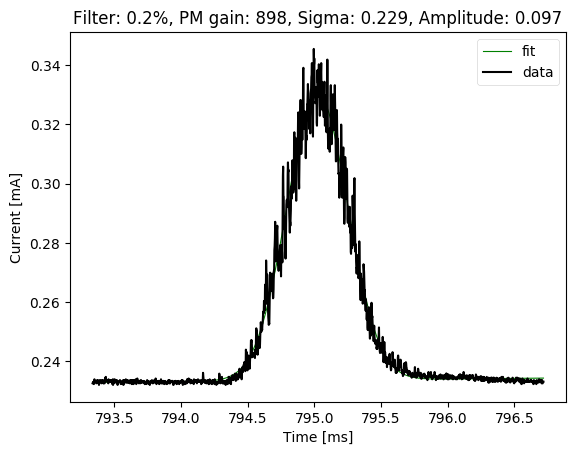 Filter: 0.2%, PM gain: 898, Sigma: 0.229, Amplitude: 0.097
fit
data
0.34
0.32
0.30
0.28
0.26
0.24
Current [mA]
793.5 794.0 794.5 795.0 795.5 796.0 796.5
Time [ms]